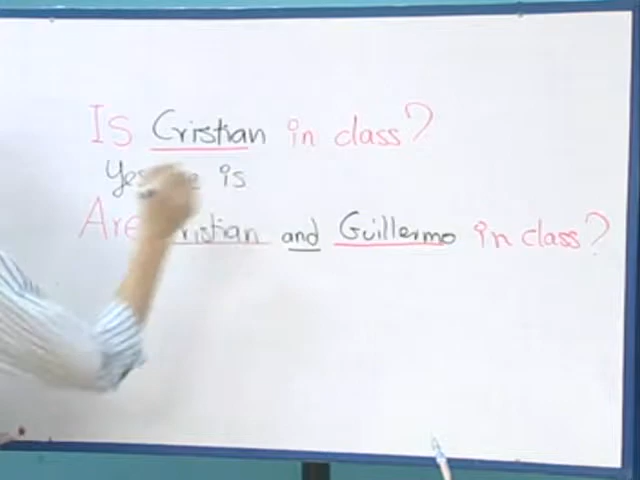 Is Cristian in class?
Yes is
Are and Guillermo in class?